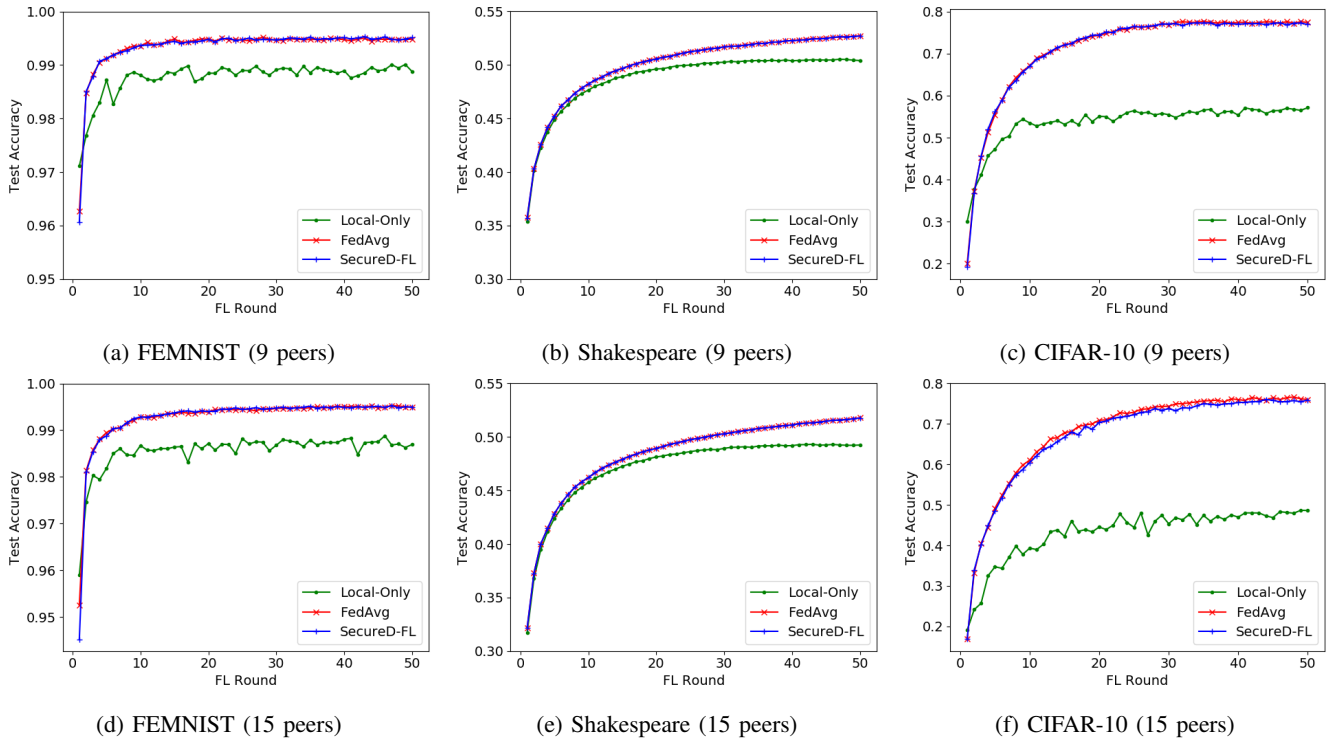 1.00
0.99
0.98
0.97
0.96
0.95
Test Accuracy
0 10 20 30 40 50
FL Round
Local-Only
FedAvg
SecureD-FL
(a) FEMNIST (9 peers)
0.55
0.50
0.45
0.40
0.35
0.30
Test Accuracy
0 10 20 30 40 50
FL Round
Local-Only
FedAvg
SecureD-FL
(b) Shakespeare (9 peers)
0.8
0.7
0.6
0.5
0.4
0.3
0.2
Test Accuracy
0 10 20 30 40 50
FL Round
Local-Only
FedAvg
SecureD-FL
(c) CIFAR-10 (9 peers)
1.00
0.99
0.98
0.97
0.96
0.95
Test Accuracy
0 10 20 30 40 50
FL Round
Local-Only
FedAvg
SecureD-FL
(d) FEMNIST (15 peers)
0.55
0.50
0.45
0.40
0.35
0.30
Test Accuracy
0 10 20 30 40 50
FL Round
Local-Only
FedAvg
SecureD-FL
(e) Shakespeare (15 peers)
0.8
0.7
0.6
0.5
0.4
0.3
0.2
Test Accuracy
0 10 20 30 40 50
FL Round
Local-Only
FedAvg
SecureD-FL
(f) CIFAR-10 (15 peers)